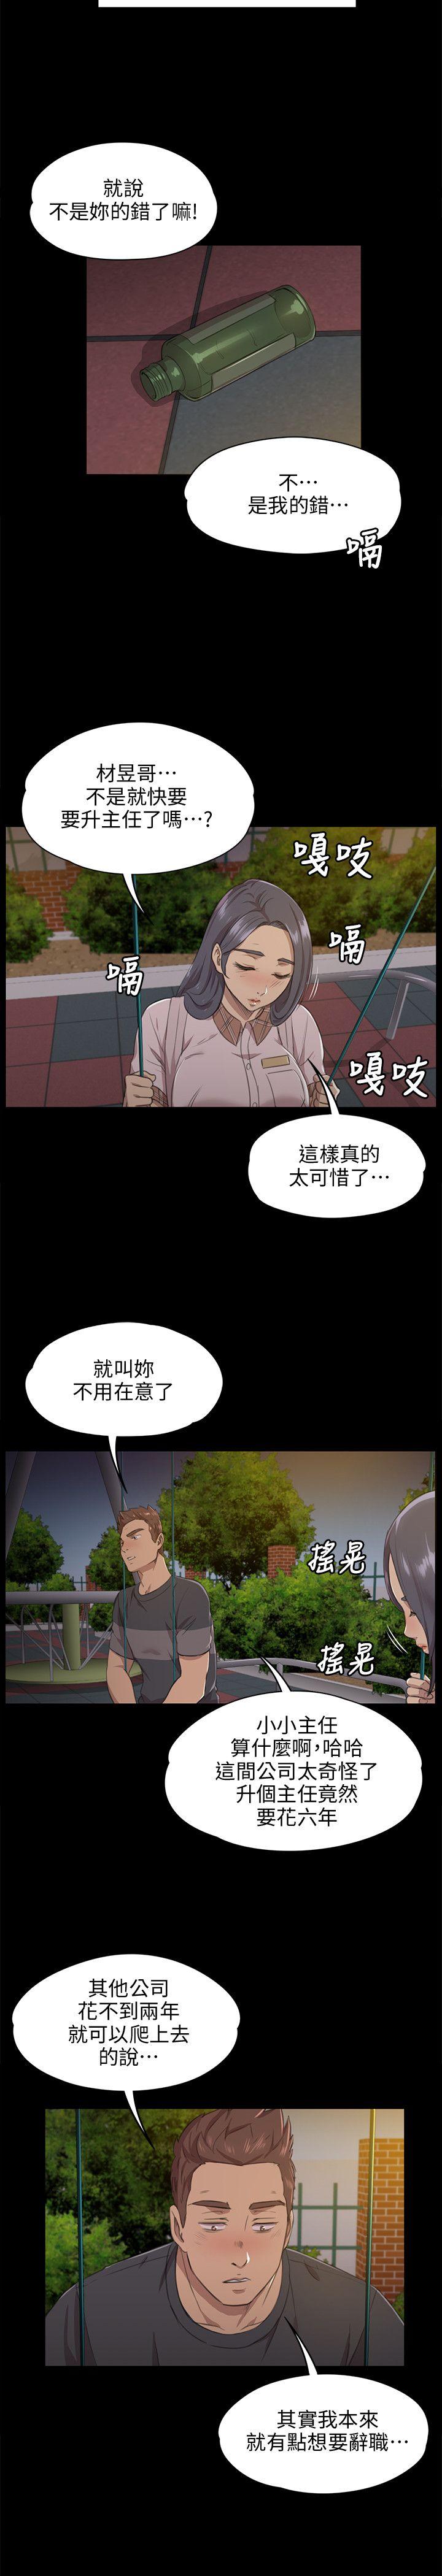 就說
不是妳的錯了嘛!
不…
是我的錯…
嗝
材昱哥…
不是就快要
要升主任了嗎…?
嘎吱
嗝
嗝
嘎吱
這樣真的
太可惜了…
就叫妳
不用在意了
搖晃
搖晃
小小主任
算什麼啊,哈哈
這間公司太奇怪了
升個主任竟然
要花六年
其他公司
花不到兩年
就可以爬上去
的說…
其實我本來
就有點想要辭職…